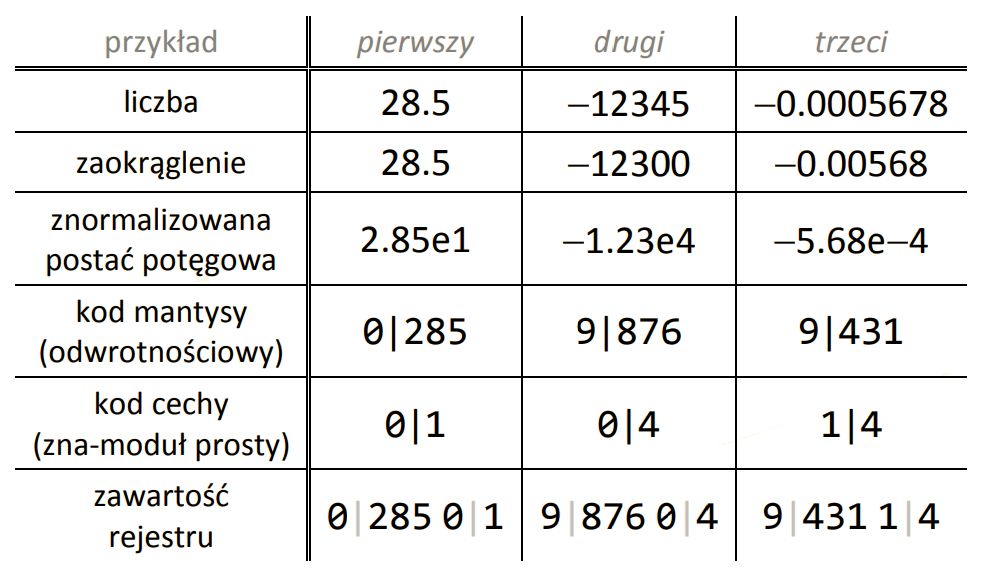 przykład pierwszy drugi trzeci
liczba 28.5 −12345 −0.0005678
zaokrąglenie 28.5 −12300 −0.00568
znormalizowana
postać potęgowa 2.85e1 −1.23e4 −5.68e−4
kod mantysy
(odwrotnościowy) 0|285 9|876 9|431
kod cechy
(zna-moduł prosty) 0|1 0|4 1|4
zawartość
rejestru 0|285 0|1 9|876 0|4 9|431 1|4